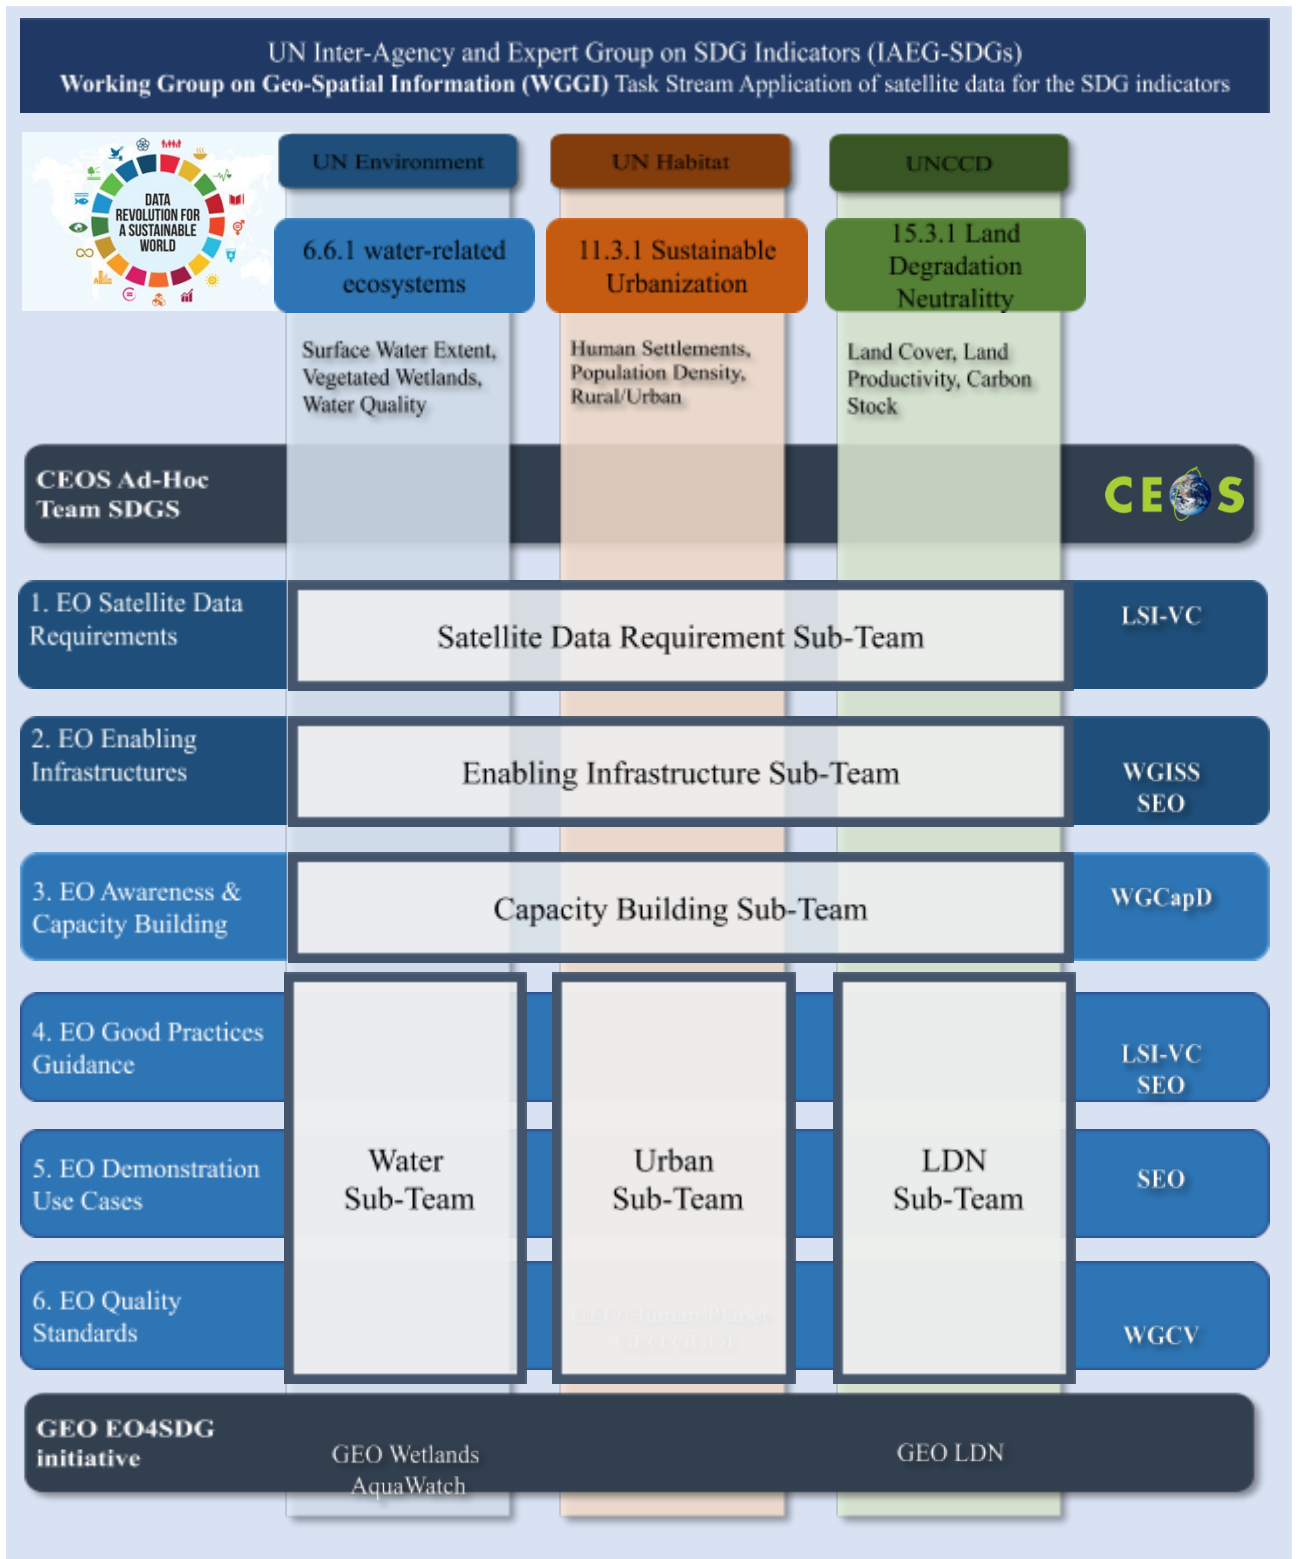 UN Inter-Agency and Expert Group on SDG Indicators (IAEG-SDGs)
Working Group on Geo-Spatial Information (WGGI) Task Stream Application of satellite data for the SDG indicators
DATA
REVOLUTION FOR
A SUSTAINABLE
WORLD
UN Environment
UN Habitat
UNCCD
6.6.1 water-related
ecosystems
11.3.1 Sustainable
Urbanization
15.3.1 Land
Degradation
Neutralitty
Surface Water Extent,
Vegetated Wetlands,
Water Quality
Human Settlements,
Population Density,
Rural/Urban
Land Cover, Land
Productivity, Carbon
Stock
CEOS Ad-Hoc
Team SDGS
CEOS
1. EO Satellite Data
Requirements
Satellite Data Requirement Sub-Team
LSI-VC
2. EO Enabling
Infrastructures
Enabling Infrastructure Sub-Team
WGISS
SEO
3. EO Awareness &
Capacity Building
Capacity Building Sub-Team
WGCapD
4. EO Good Practices
Guidance
LSI-VC
SEO
5. EO Demonstration
Use Cases
Water
Sub-Team
Urban
Sub-Team
LDN
Sub-Team
SEO
6. EO Quality
Standards
GEO Human Planet
WGCV
GEO EO4SDG
initiative
GEO Wetlands
AquaWatch
GEO LDN